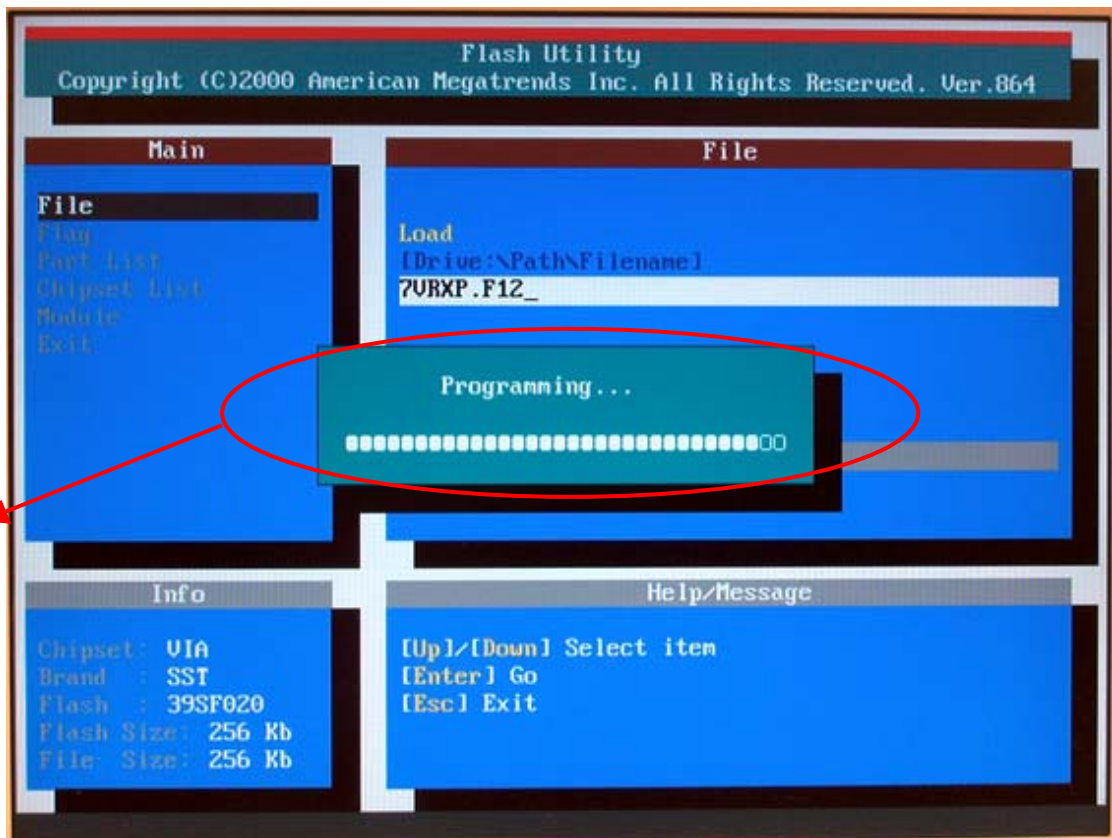 Flash Utility
Copyright (C)2000 American Megatrends Inc. All Rights Reserved. Ver.864
Main
File
Flag
Part List
Chipset List
Module
Exit
File
Load
[Drive:\Path\Filename]
7VRXP.F12_
Programming...
Info
Chipset: VIA
Brand : SST
Flash : 39SF020
Flash Size: 256 Kb
File Size: 256 Kb
Help/Message
[Up]/[Down] Select item
[Enter] Go
[Esc] Exit